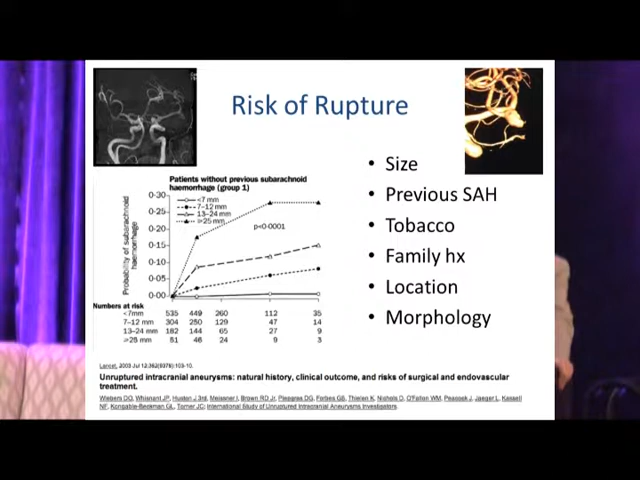 Risk of Rupture
Patients without previous subarachnoid
haemorrhage (group 1)
Probability of subarachnoid
haemorrhage
0·30
0·25
0·20
0·15
0·10
0·05
0·00
<7 mm
7–12 mm
13–24 mm
≥25 mm
p<0·0001
Numbers at risk
<7mm 535 449 260 112 35
7–12 mm 304 250 129 47 14
13–24 mm 182 144 65 27 9
51 24 9 3
• Size
• Previous SAH
• Tobacco
• Family hx
• Location
• Morphology
Lancet. 2003 Jul 12;362(9378):103-10.
Unruptured intracranial aneurysms: natural history, clinical outcome, and risks of surgical and endovascular
treatment.
Wiebers DO, Whisnant JP, Huston J 3rd, Meissner I, Brown RD Jr, Piepgras DG, Forbes GS, Thielen K, Nichols D, O'Fallon WM, Peacock J, Jaeger L, Kassell
NF, Kongable-Beckman GL, Torner JC; International Study of Unruptured Intracranial Aneurysms Investigators.